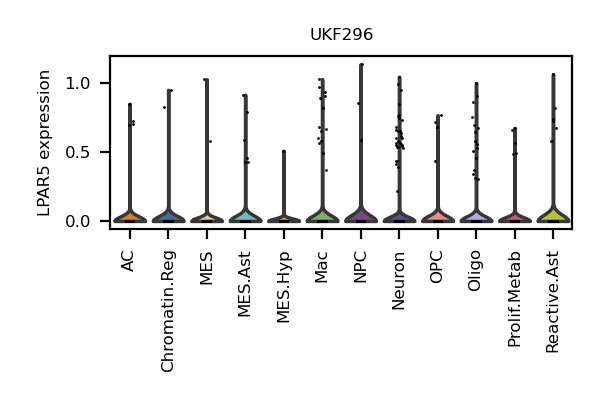 UKF296
LPAR5 expression
1.0
0.5
0.0
AC
Chromatin.Reg
MES
MES.Ast
MES.Hyp
Mac
NPC
Neuron
OPC
Oligo
Prolif.Metab
Reactive.Ast